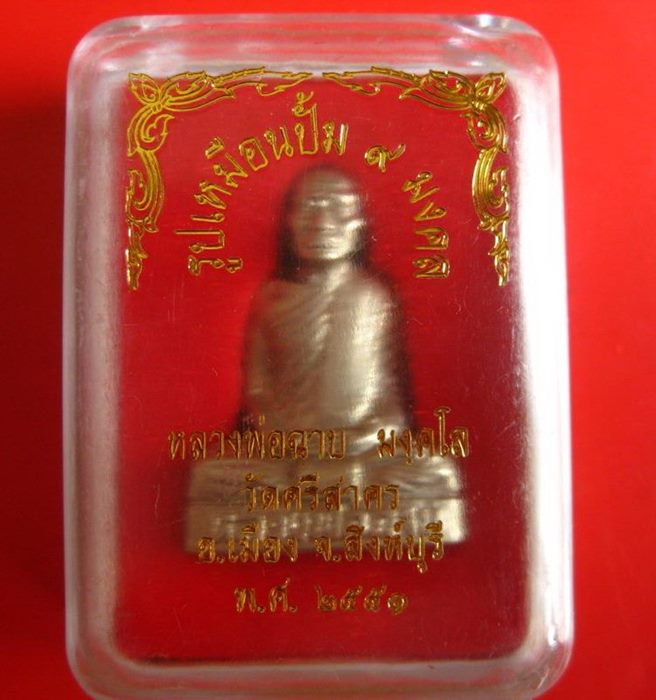 รูปเหมือนปั้ม ๙ มงคล
หลวงพ่อฉาบ มงฺคโล
วัดศรีสาคร
อ.เมือง จ.สิงห์บุรี
พ.ศ. ๒๕๕๑